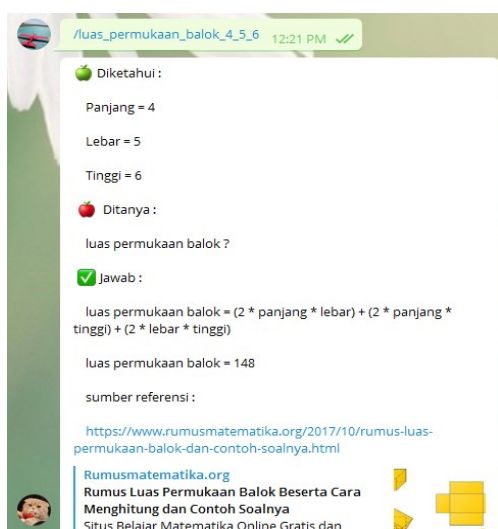 /luas_permukaan_balok_4_5_6 12:21 PM
Diketahui :
Panjang = 4
Lebar = 5
Tinggi = 6
Ditanya :
luas permukaan balok ?
Jawab :
luas permukaan balok = (2 * panjang * lebar) + (2 * panjang *
tinggi) + (2 * lebar * tinggi)
luas permukaan balok = 148
sumber referensi :
https://www.rumusmatematika.org/2017/10/rumus-luas-
permukaan-balok-dan-contoh-soalnya.html
Rumusmatematika.org
Rumus Luas Permukaan Balok Beserta Cara
Menghitung dan Contoh Soalnya
Situs Belajar Matematika Online Gratis dan